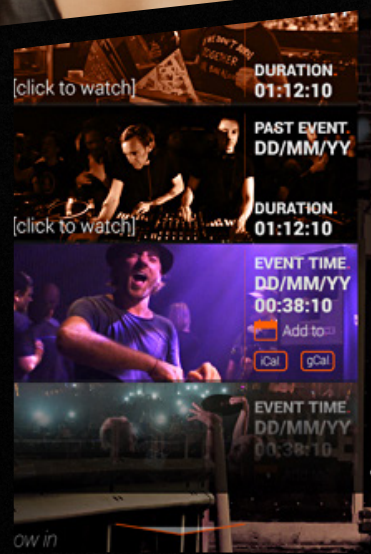 [click to watch]
DURATION
01:12:10
PAST EVENT
DD/MM/YY
[click to watch]
DURATION
01:12:10
EVENT TIME
DD/MM/YY
00:38:10
Add to
iCal
gCal
EVENT TIME
DD/MM/YY
00:38:10
ow in